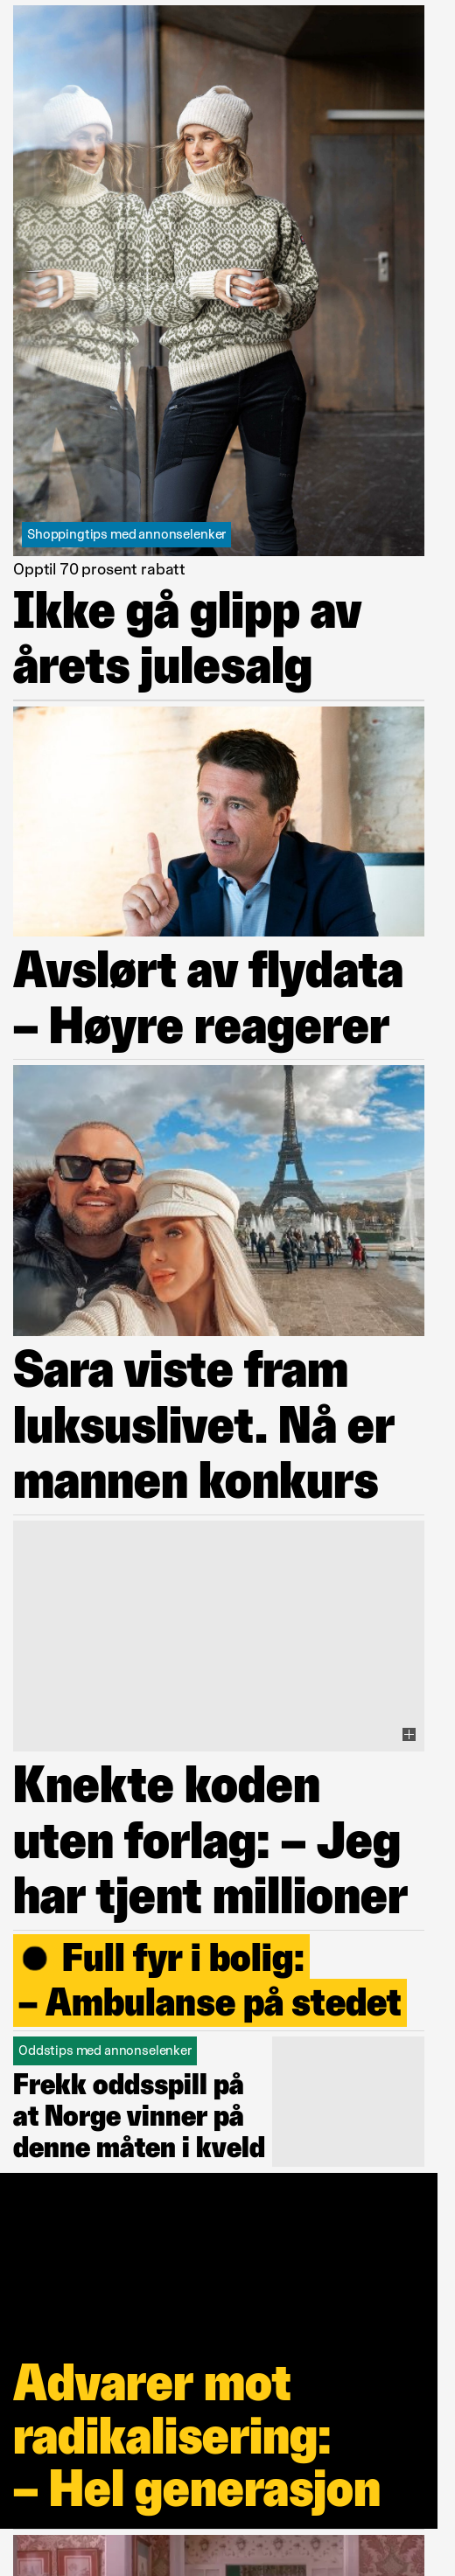 Shoppingtips med annonselenker
Opptil 70 prosent rabatt
Ikke gå glipp av
årets julesalg
Avslørt av flydata
– Høyre reagerer
Sara viste fram
luksuslivet. Nå er
mannen konkurs
Knekte koden
uten forlag: – Jeg
har tjent millioner
Full fyr i bolig:
– Ambulanse på stedet
Oddstips med annonselenker
Frekk oddsspill på
at Norge vinner på
denne måten i kveld
Advarer mot
radikalisering:
– Hel generasjon